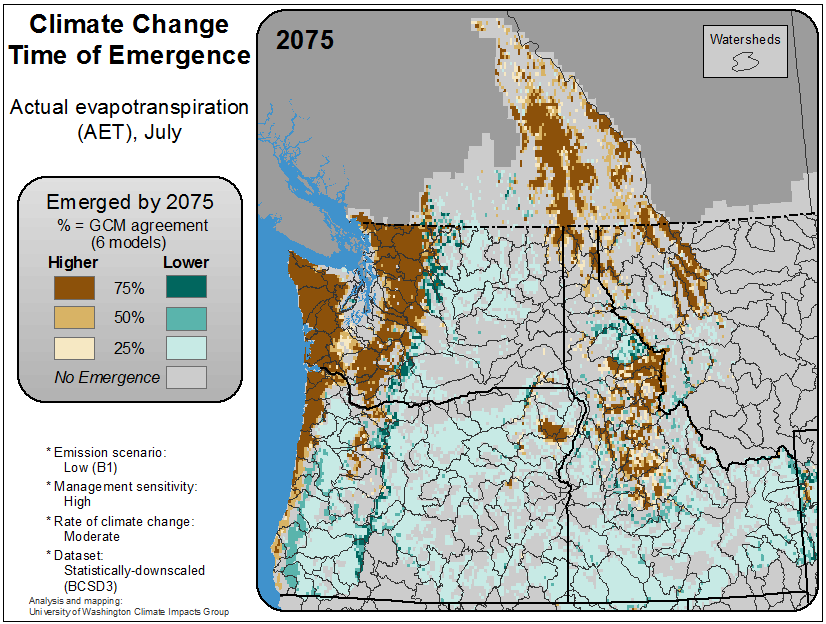 Climate Change
Time of Emergence
Actual evapotranspiration
(AET), July
Emerged by 2075
% = GCM agreement
(6 models)
Higher Lower
75%
50%
25%
No Emergence
* Emission scenario:
Low (B1)
* Management sensitivity:
High
* Rate of climate change:
Moderate
* Dataset:
Statistically-downscaled
(BCSD3)
Analysis and mapping:
University of Washington Climate Impacts Group
2075
Watersheds